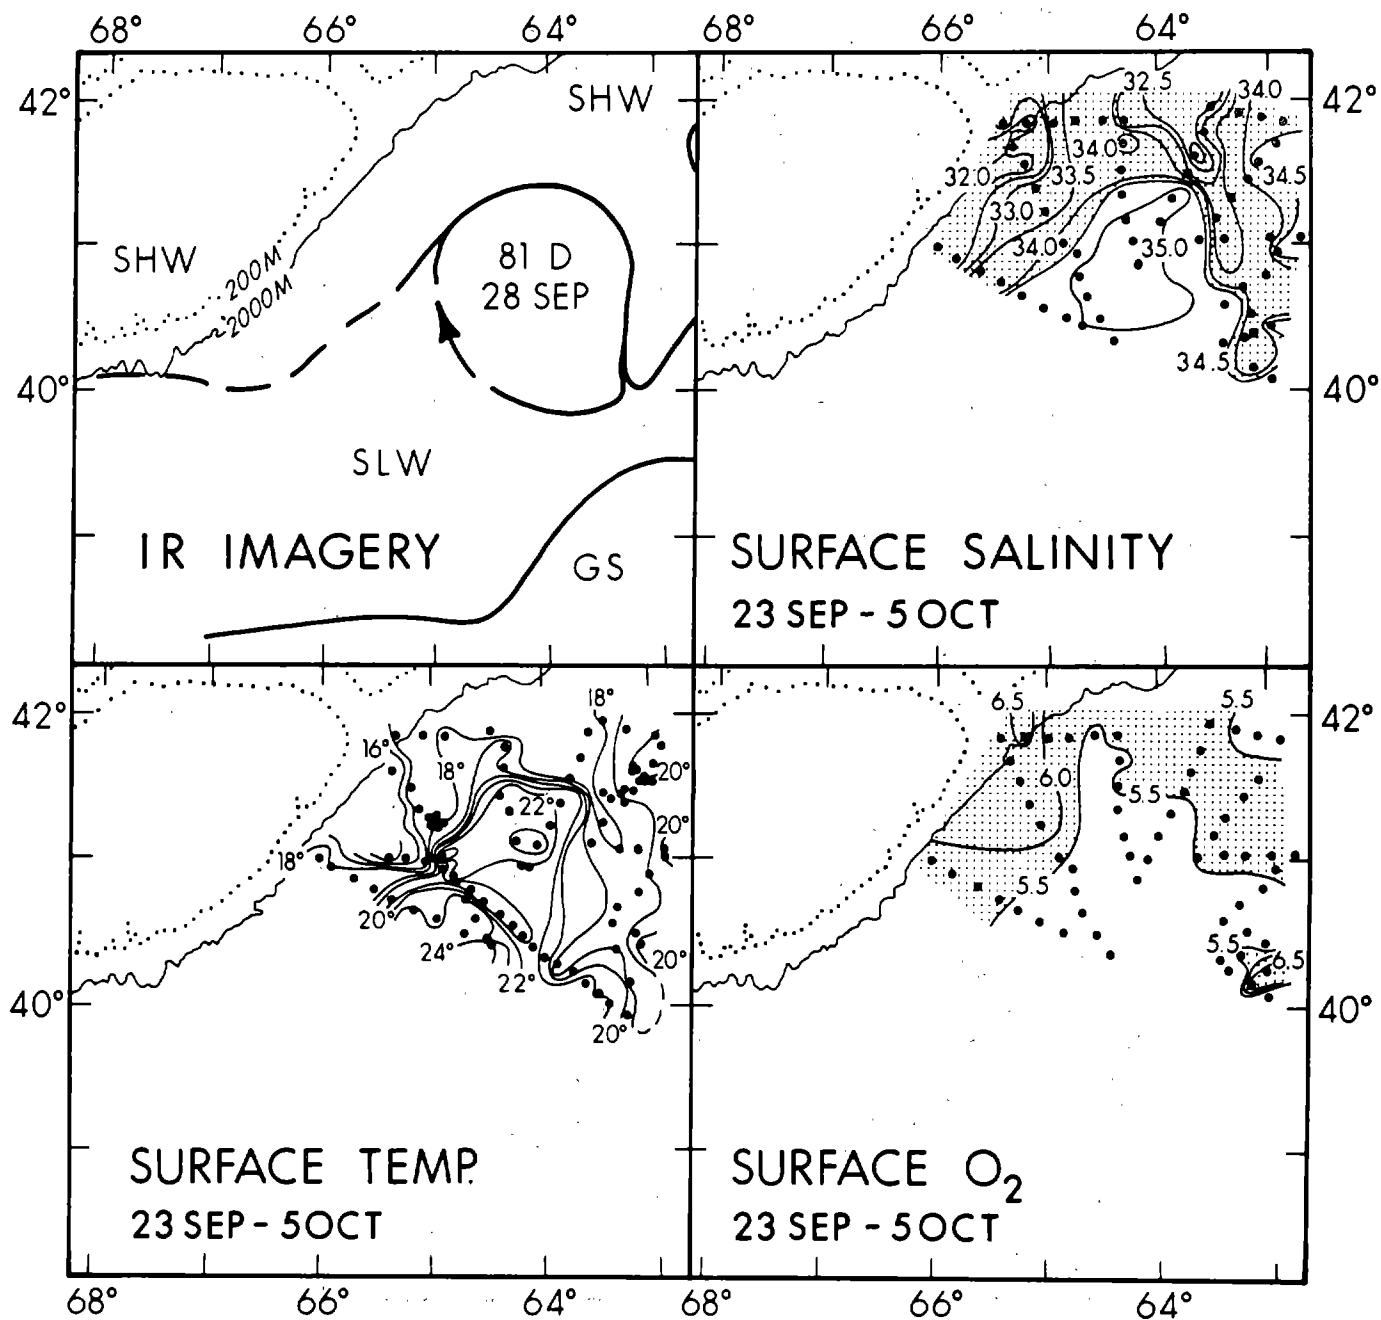 68° 66° 64° 68° 66° 64°
42°
SHW
SHW
200M
2000M
81 D
28 SEP
40°
SLW
IR IMAGERY
GS
32.5
34.0
42°
34.0
32.0
33.5
34.5
33.0
34.0
35.0
34.5
40°
SURFACE SALINITY
23 SEP - 5 OCT
42°
18°
16°
18°
20°
22°
20°
18°
20°
24°
22°
20°
20°
40°
SURFACE TEMP.
23 SEP - 5 OCT
6.5
5.5
42°
6.0
5.5
5.5
5.5
6.5
40°
SURFACE O₂
23 SEP - 5 OCT
68° 66° 64° 68° 66° 64°